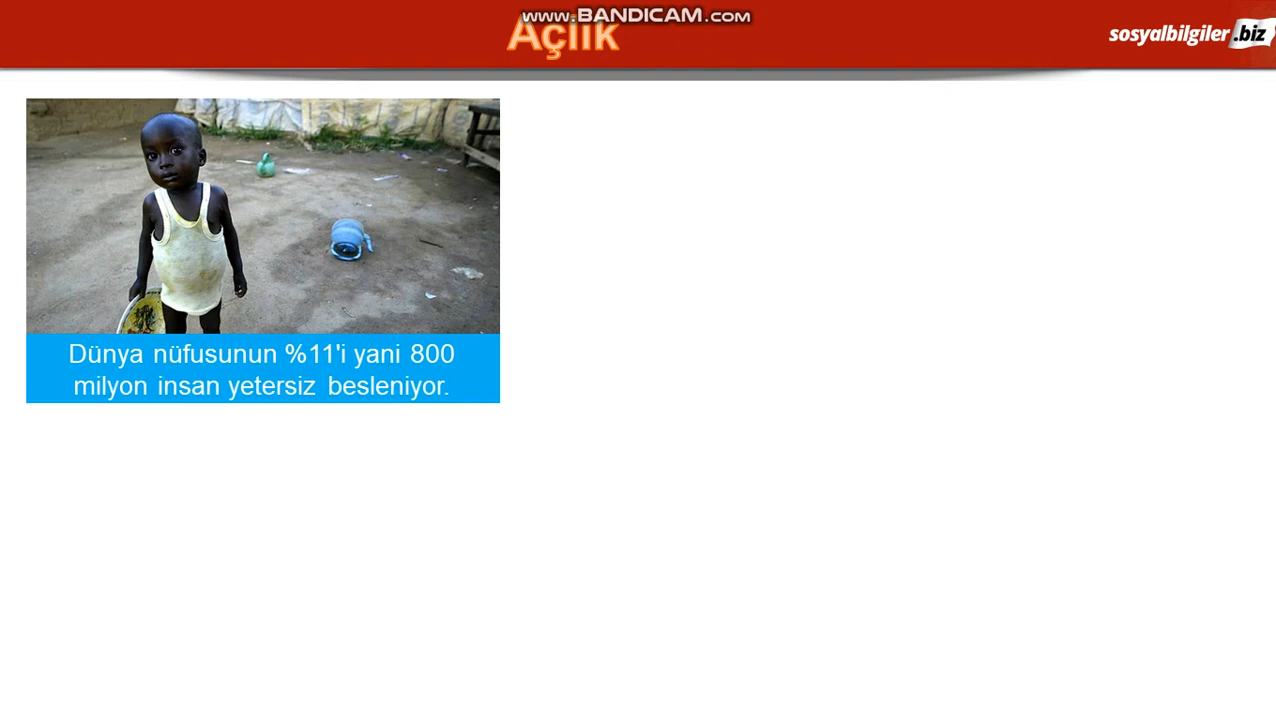 www.BANDICAM.com
Açlık
sosyalbilgiler.biz
Dünya nüfusunun %11'i yani 800
milyon insan yetersiz besleniyor.